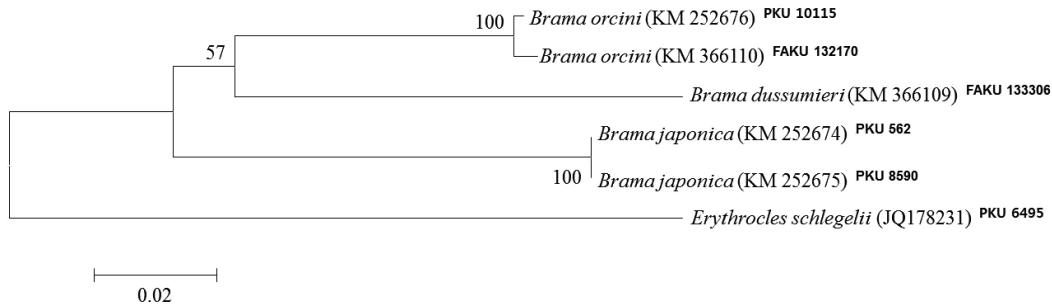 100 Brama orcini (KM 252676) PKU 10115
57 Brama orcini (KM 366110) FAKU 132170
Brama dussumieri (KM 366109) FAKU 133306
Brama japonica (KM 252674) PKU 562
100 Brama japonica (KM 252675) PKU 8590
Erythrocles schlegelii (JQ178231) PKU 6495
0.02